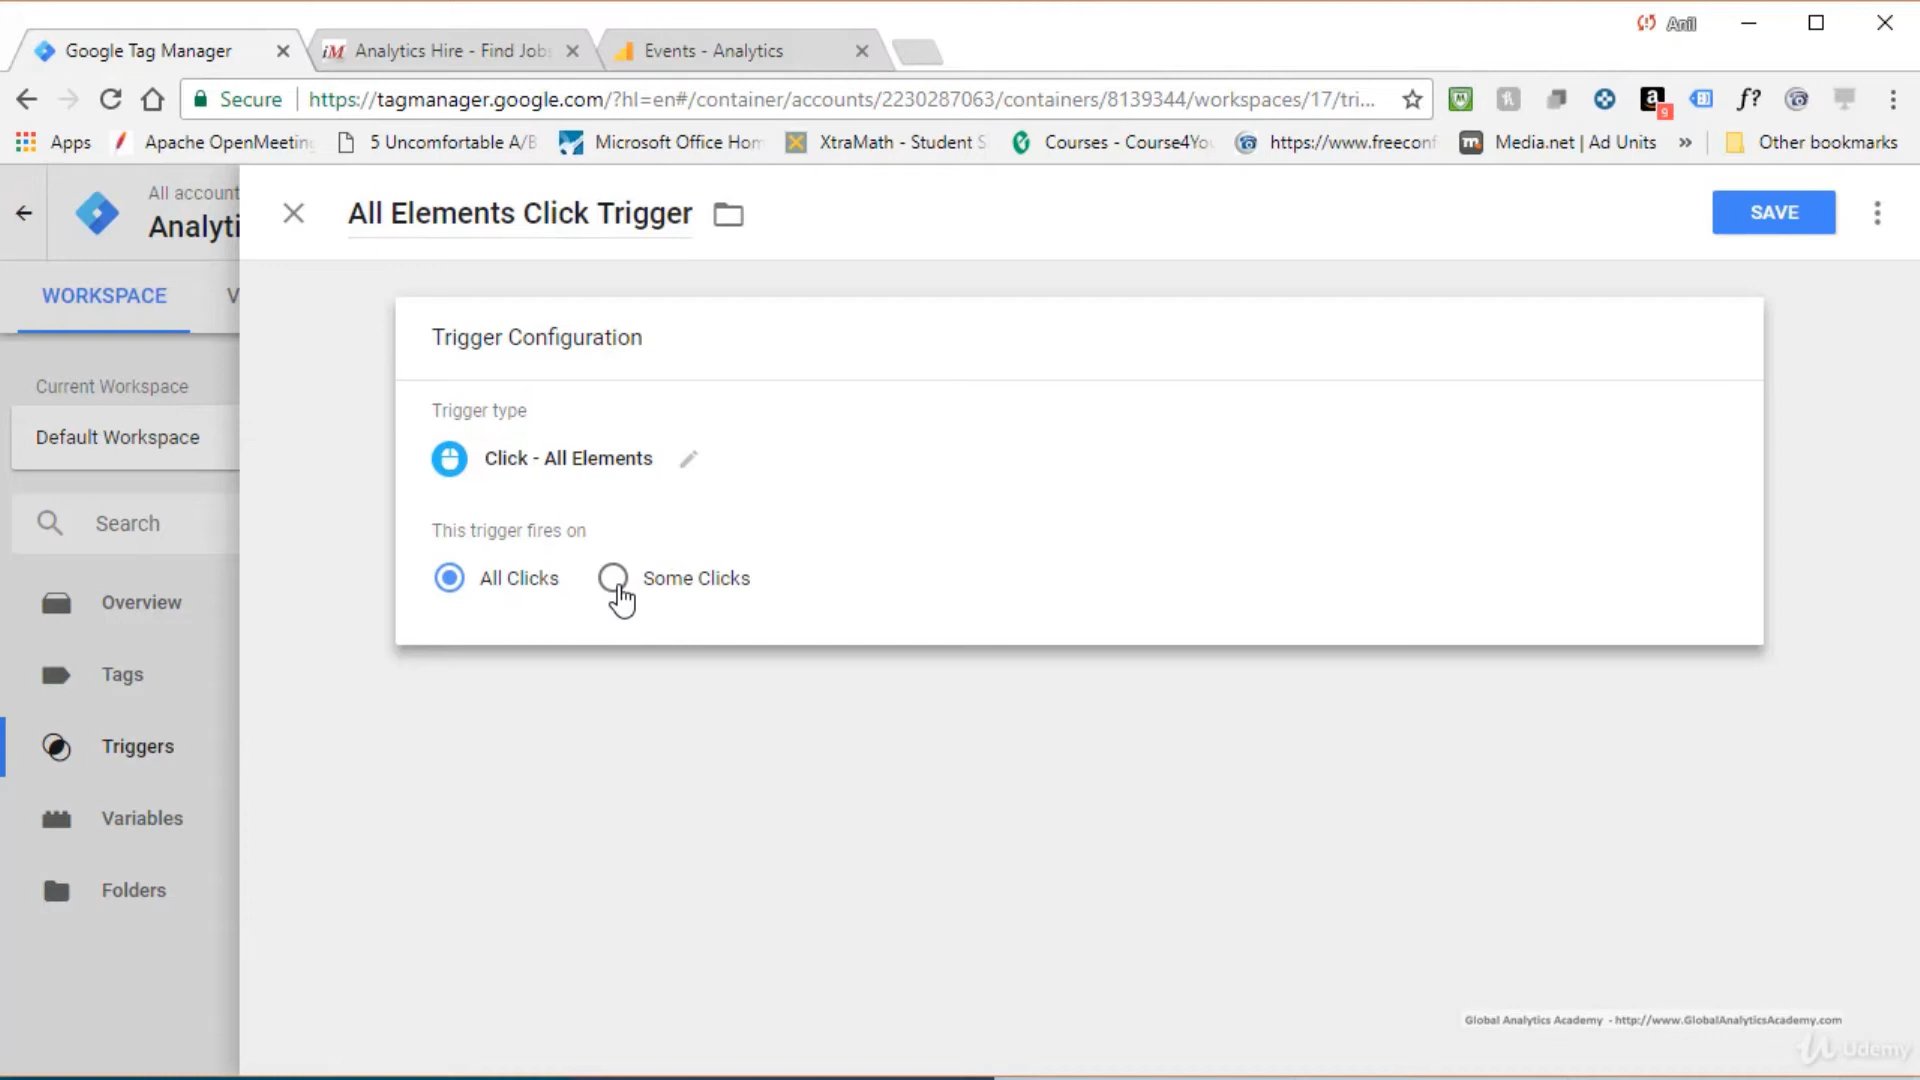 Anil
Google Tag Manager
iM Analytics Hire - Find Jobs
Events - Analytics
Secure https://tagmanager.google.com/?hl=en#/container/accounts/2230287063/containers/8139344/workspaces/17/tri...
M
a
9
f?
Apps
Apache OpenMeeting
5 Uncomfortable A/B
Microsoft Office Hom
XtraMath - Student S
Courses - Course4Yo
https://www.freeconf
m Media.net | Ad Units
»
Other bookmarks
All account
Analyti
All Elements Click Trigger
SAVE
WORKSPACE
V
Trigger Configuration
Current Workspace
Default Workspace
Trigger type
Click - All Elements
Search
This trigger fires on
All Clicks
Some Clicks
Overview
Tags
Triggers
Variables
Folders
Global Analytics Academy - http://www.GlobalAnalyticsAcademy.com
Udemy